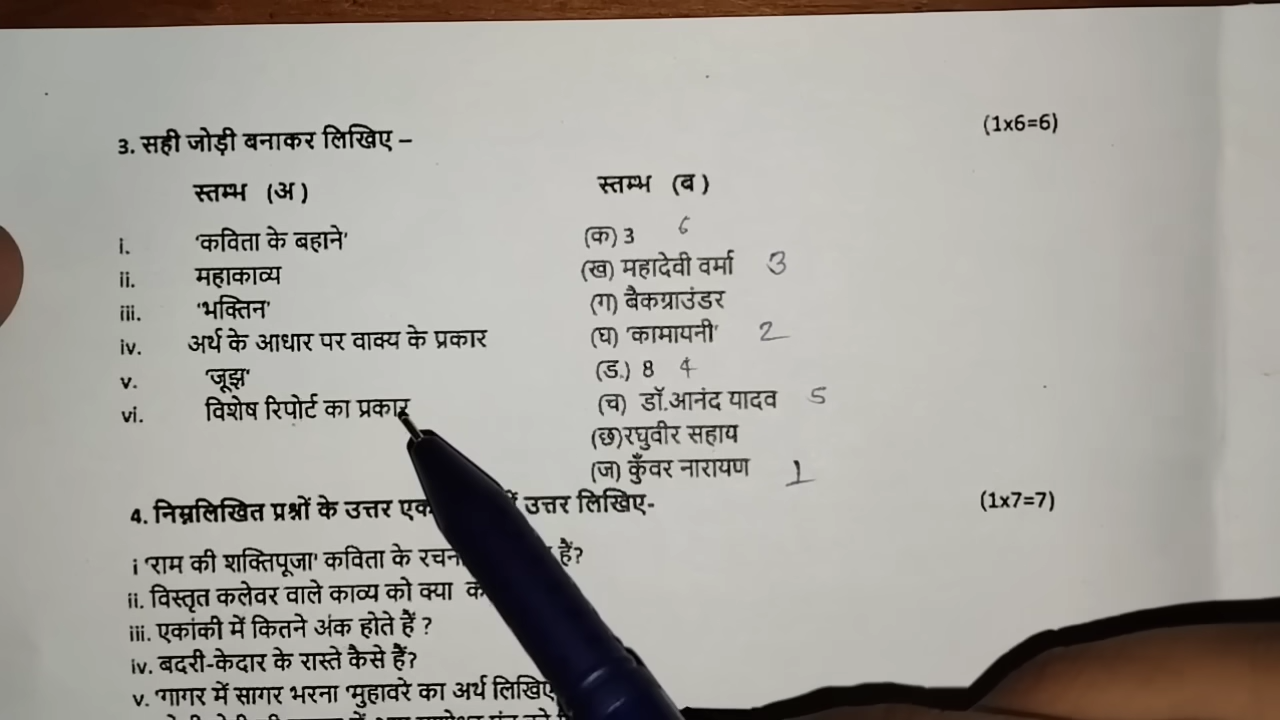 3. सही जोड़ी बनाकर लिखिए – (1x6=6)
स्तम्भ (अ) स्तम्भ (ब)
i. 'कविता के बहाने' (क) 3 6
ii. महाकाव्य (ख) महादेवी वर्मा 3
iii. 'भक्तिन' (ग) बैकग्राउंडर
iv. अर्थ के आधार पर वाक्य के प्रकार (घ) 'कामायनी' 2
v. 'जूझ' (ड.) 8 4
vi. विशेष रिपोर्ट का प्रकार (च) डॉ.आनंद यादव 5
(छ)रघुवीर सहाय
(ज) कुँवर नारायण 1
4. निम्नलिखित प्रश्नों के उत्तर एक उत्तर लिखिए- (1x7=7)
i 'राम की शक्तिपूजा' कविता के हैं?
ii. विस्तृत कलेवर वाले काव्य को क्या
iii. एकांकी में कितने अंक होते हैं ?
iv. बदरी-केदार के रास्ते कैसे हैं?
v. 'गागर में सागर भरना 'मुहावरे का अर्थ लिखिए